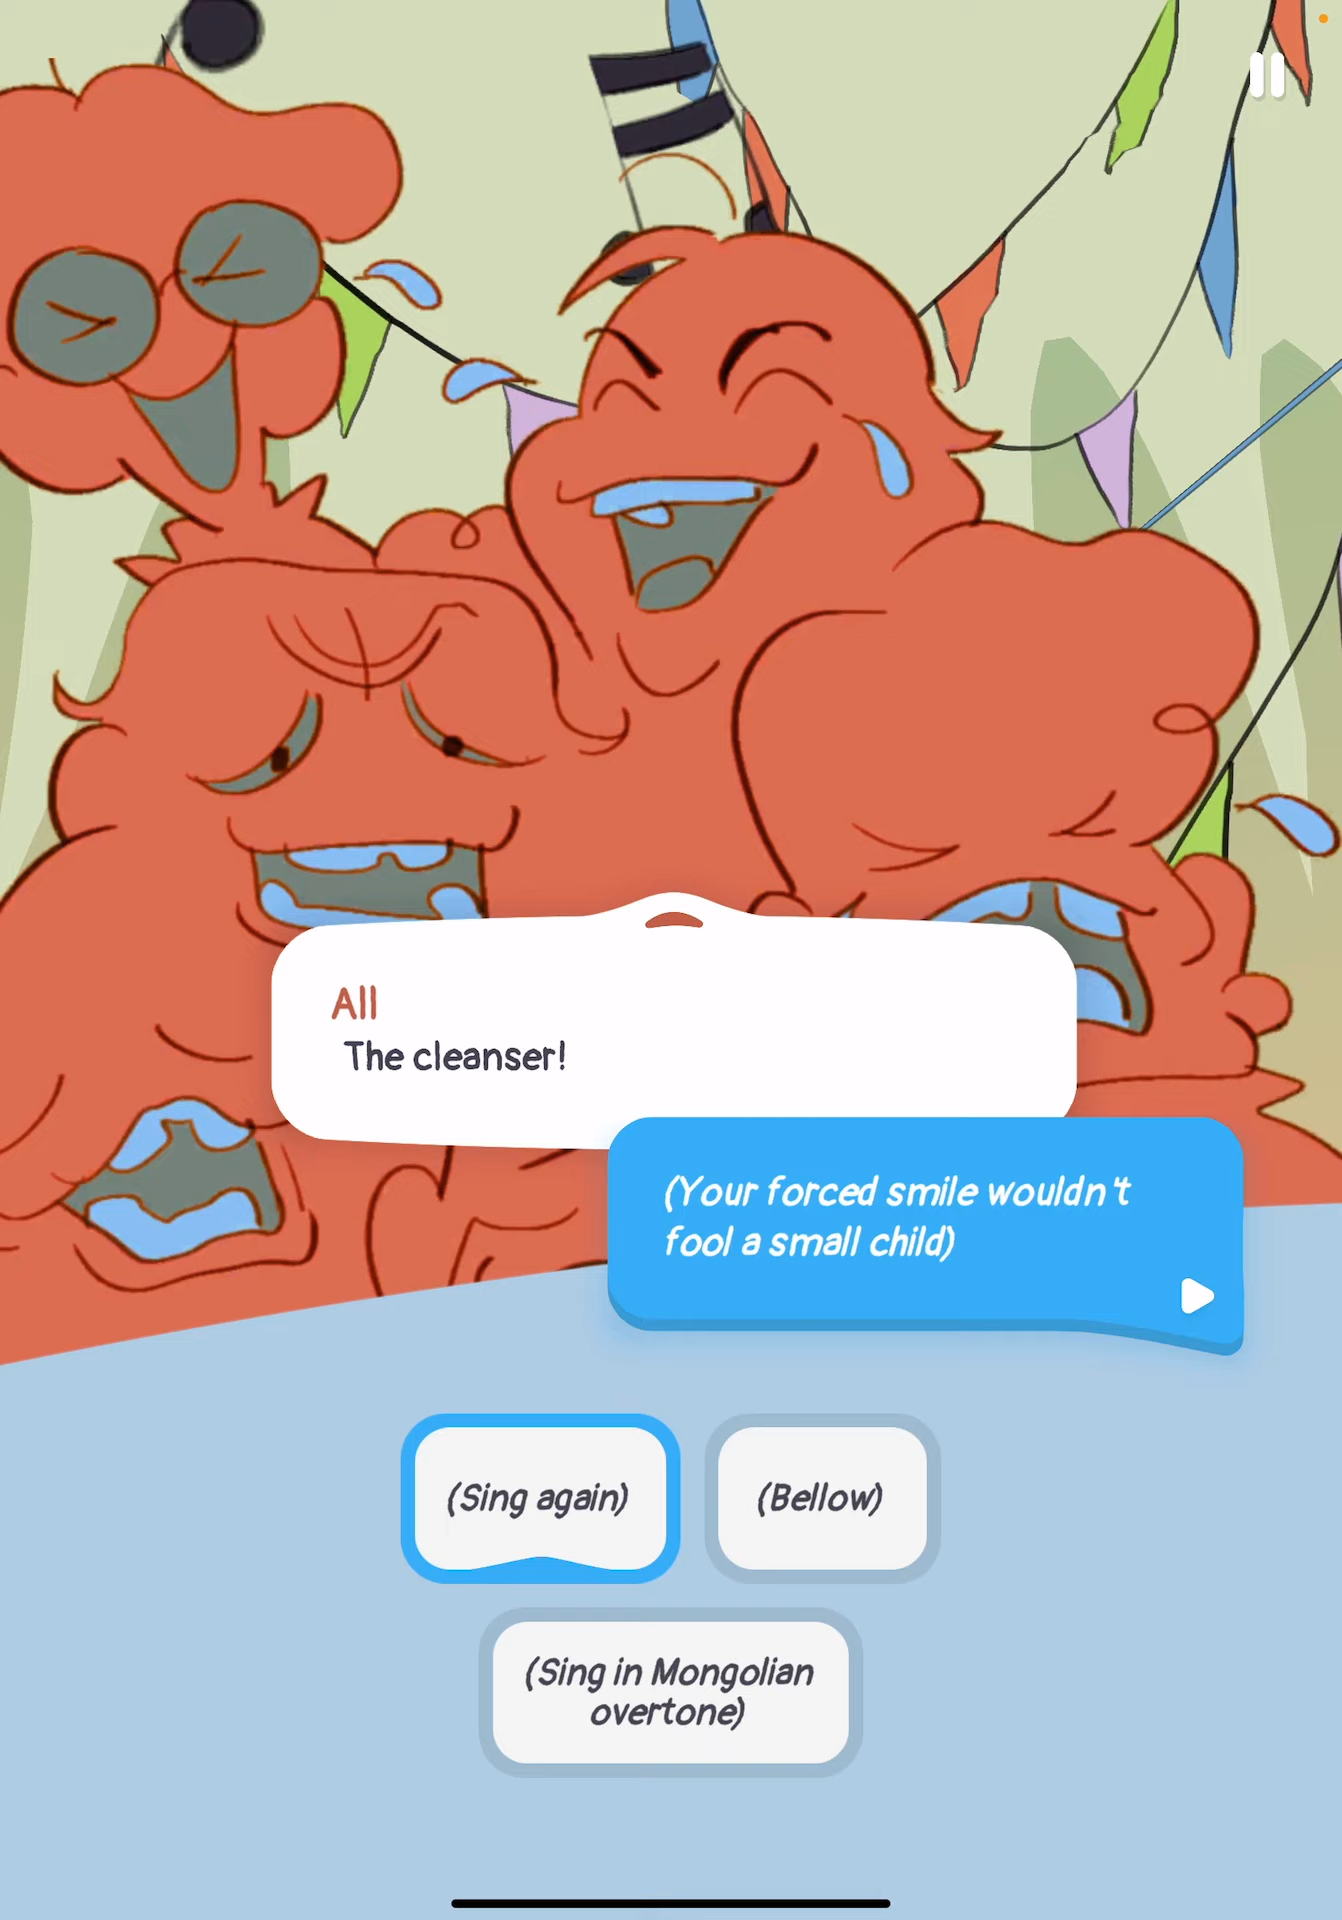 All
The cleanser!
(Your forced smile wouldn't
fool a small child)
(Sing again)
(Bellow)
(Sing in Mongolian
overtone)